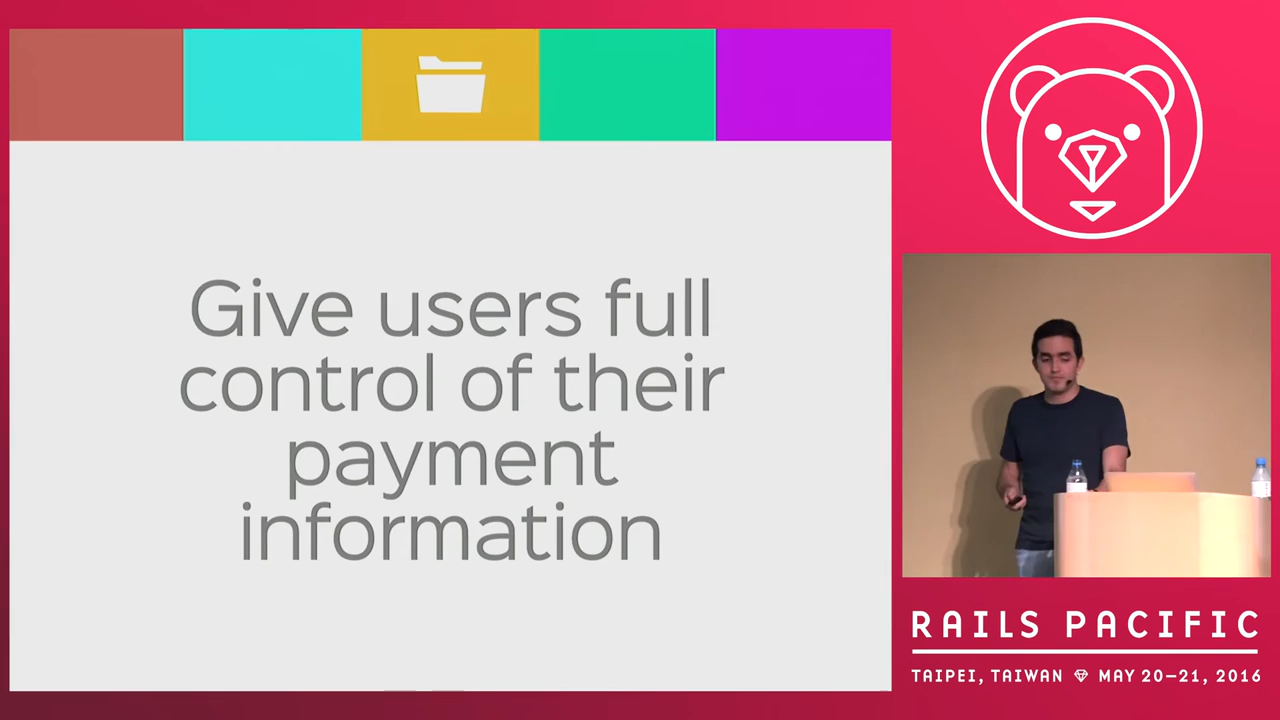 Give users full
control of their
payment
information
RAILS PACIFIC
TAIPEI, TAIWAN MAY 20–21, 2016